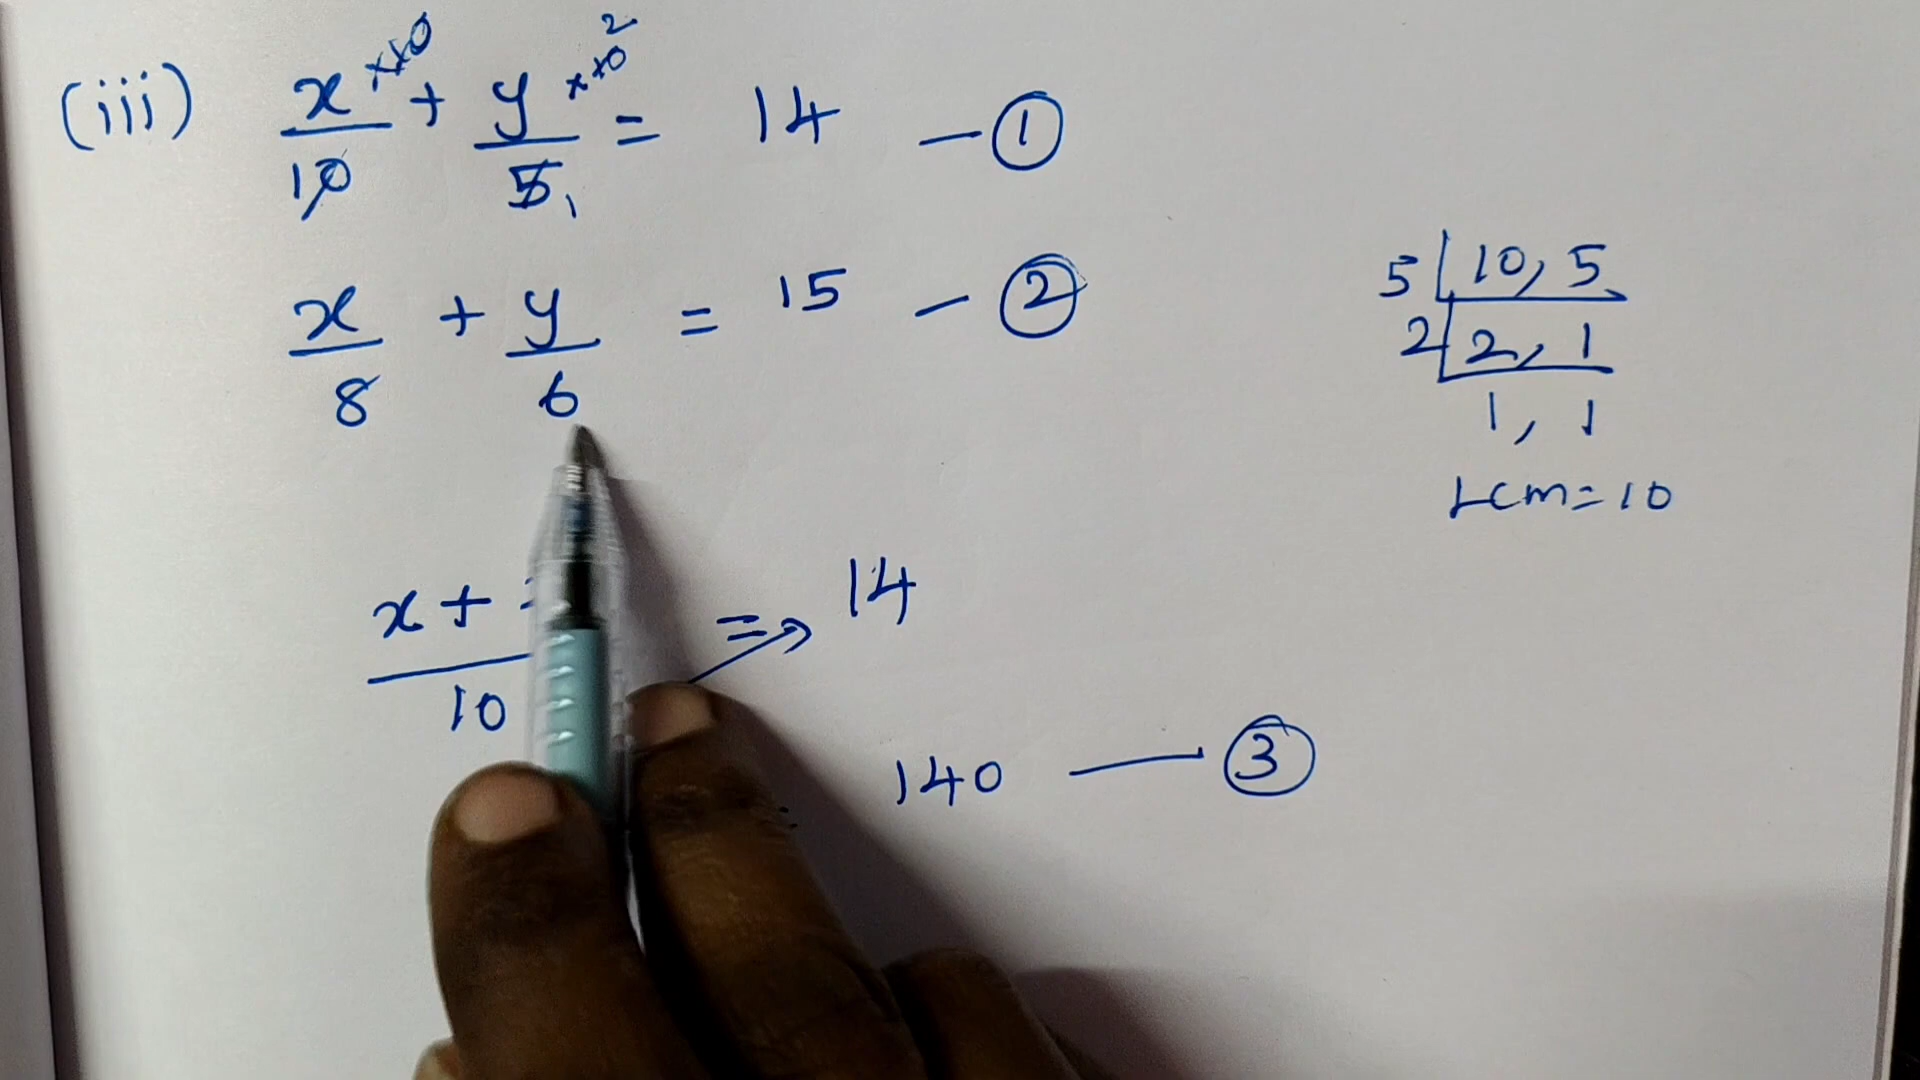 (iii) x/10 ×10 + y/5 ×10 2 1 = 14 — ①
x/8 + y/6 = 15 — ②
x + /10 = 14
140 — ③
5 | 10, 5
2 | 2, 1
1, 1
LCM = 10